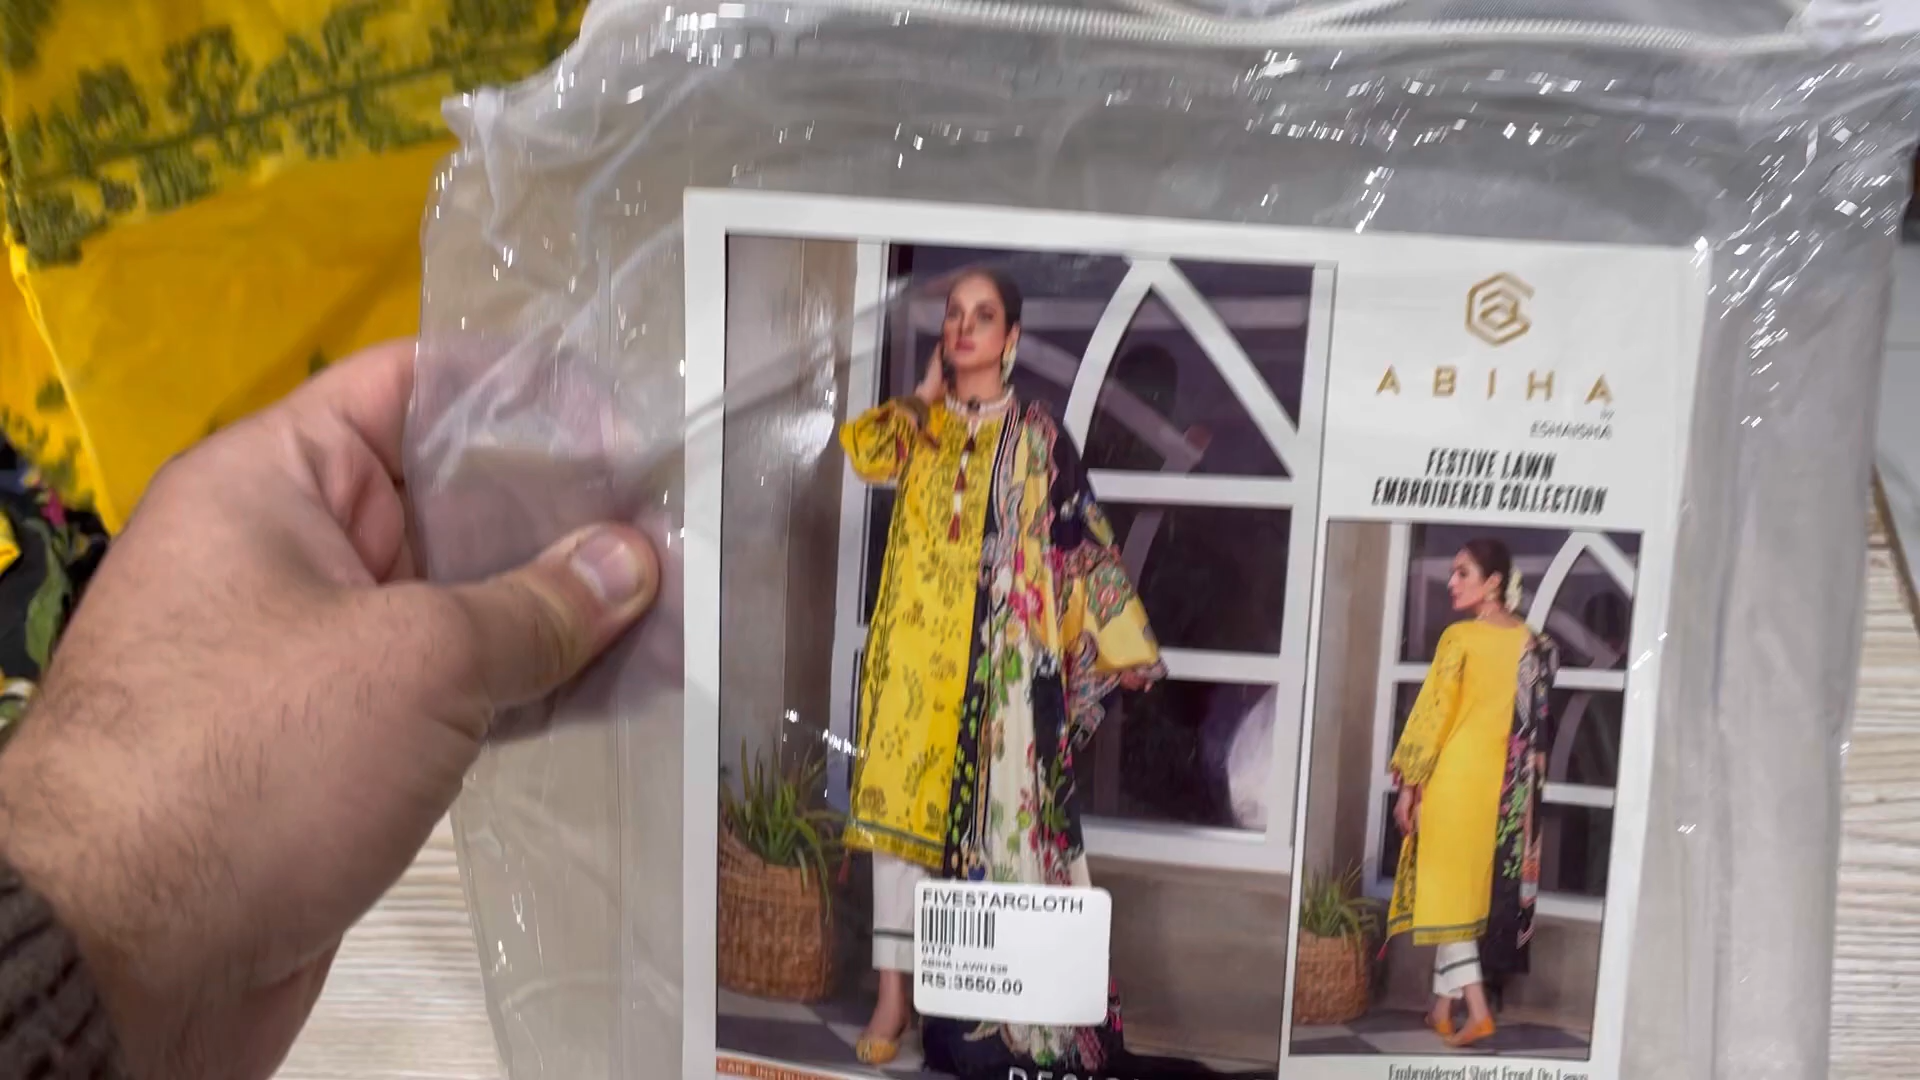 ABIHA
BY
ESHAISHA
FESTIVE LAWN
EMBROIDERED COLLECTION
FIVESTARCLOTH
0170
ABIHA LAWN
RS:3550.00
Embroidered Shirt Front On Lawn